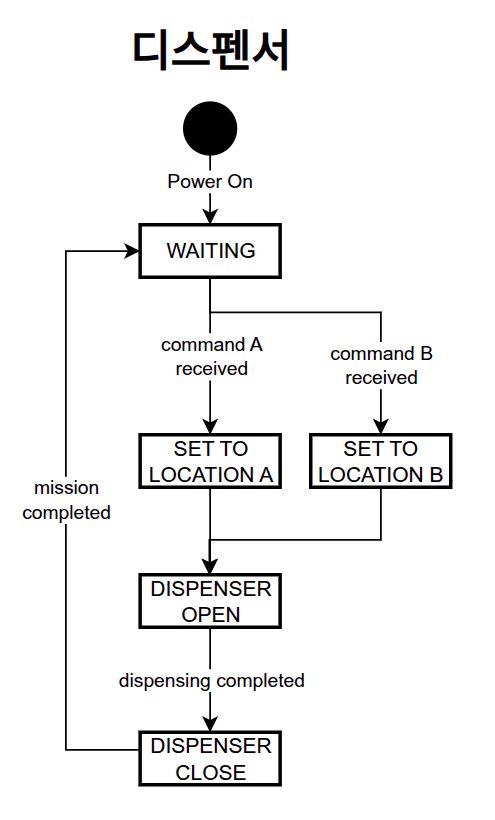 디스펜서
Power On
WAITING
command A
received
command B
received
SET TO
LOCATION A
SET TO
LOCATION B
mission
completed
DISPENSER
OPEN
dispensing completed
DISPENSER
CLOSE